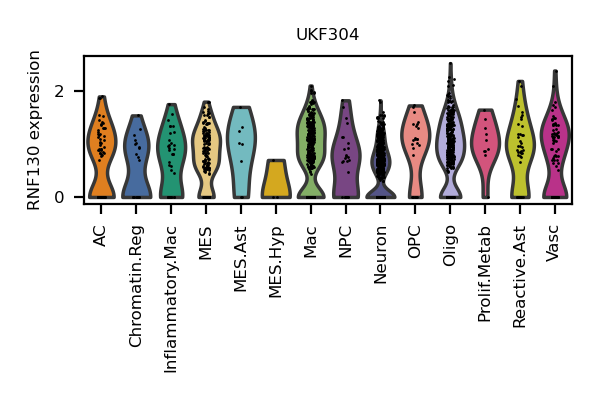 UKF304
RNF130 expression
2
0
AC
Chromatin.Reg
Inflammatory.Mac
MES
MES.Ast
MES.Hyp
Mac
NPC
Neuron
OPC
Oligo
Prolif.Metab
Reactive.Ast
Vasc